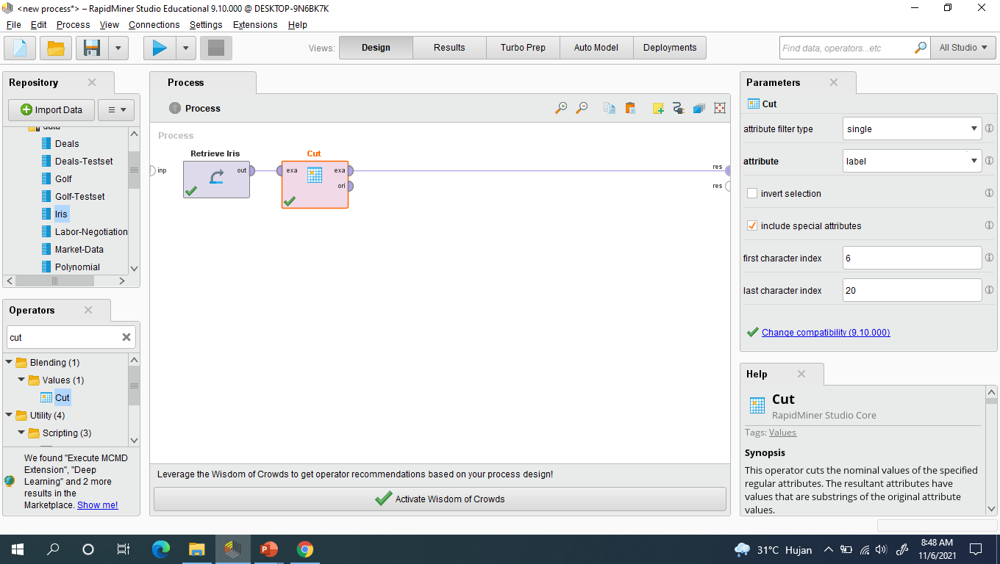 <new process*> – RapidMiner Studio Educational 9.10.000 @ DESKTOP-9N6BK7K
File Edit Process View Connections Settings Extensions Help
Views: Design Results Turbo Prep Auto Model Deployments Find data, operators...etc All Studio
Repository
Import Data
data
Deals
Deals-Testset
Golf
Golf-Testset
Iris
Labor-Negotiation
Market-Data
Polynomial
Operators
cut
Blending (1)
Values (1)
Cut
Utility (4)
Scripting (3)
We found "Execute MCMD
Extension", "Deep
Learning" and 2 more
results in the
Marketplace. Show me!
Process
Process
Process
Retrieve Iris Cut
inp out exa exa res
ori res
Leverage the Wisdom of Crowds to get operator recommendations based on your process design!
Activate Wisdom of Crowds
Parameters
Cut
attribute filter type single
attribute label
invert selection
include special attributes
first character index 6
last character index 20
Change compatibility (9.10.000)
Help
Cut
RapidMiner Studio Core
Tags: Values
Synopsis
This operator cuts the nominal values of the specified
regular attributes. The resultant attributes have
values that are substrings of the original attribute
values.
31°C Hujan
8:48 AM
11/6/2021